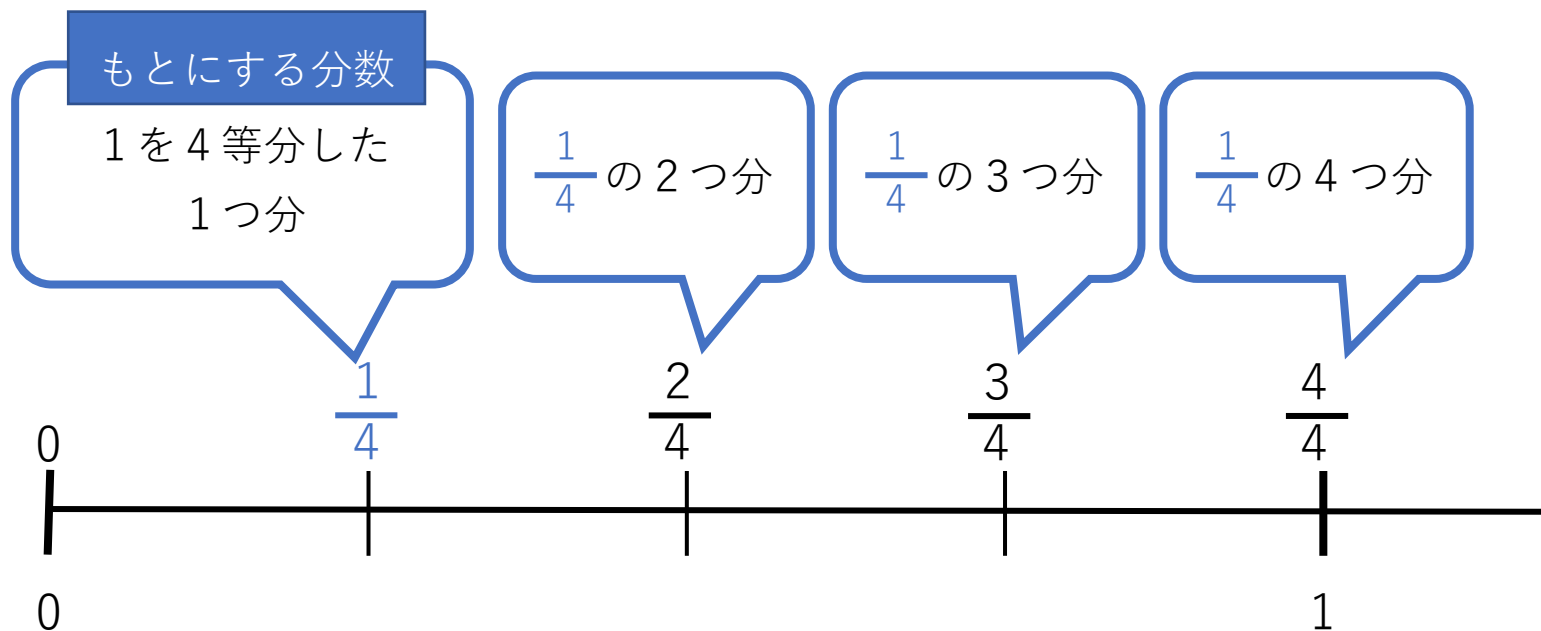 もとにする分数
1を4等分した
1つ分
1/4の2つ分
1/4の3つ分
1/4の4つ分
0 1/4 2/4 3/4 4/4
0 1